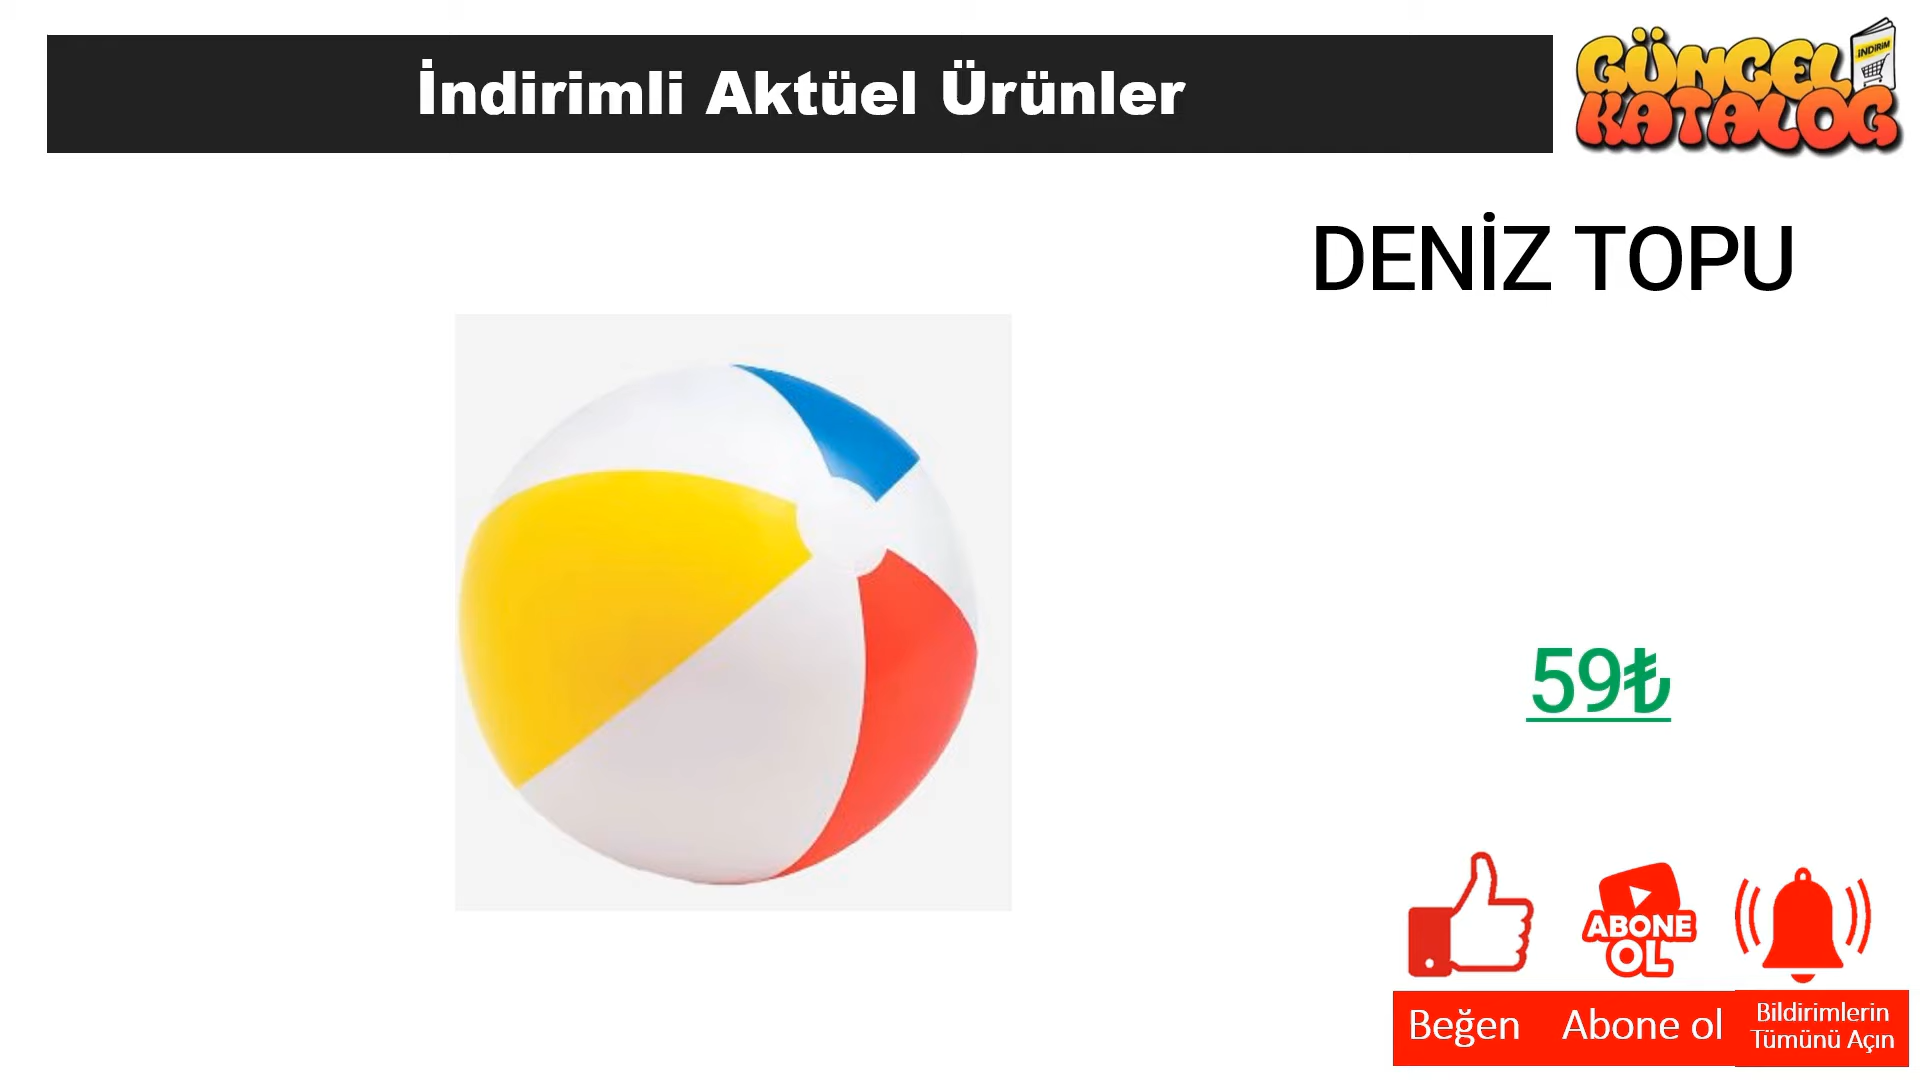 İndirimli Aktüel Ürünler
GÜNCEL
KATALOG
İNDİRİM
DENİZ TOPU
59₺
ABONE
OL
Beğen
Abone ol
Bildirimlerin
Tümünü Açın